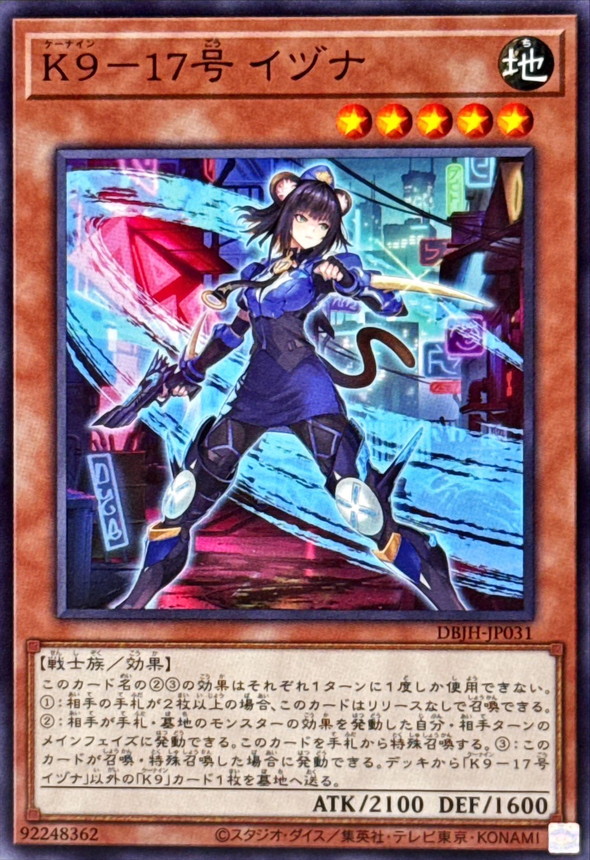 K9－17号 イヅナ
地
DBJH-JP031
【戦士族／効果】
このカード名の②③の効果はそれぞれ1ターンに1度しか使用できない。
①：相手の手札が2枚以上の場合、このカードはリリースなしで召喚できる。
②：相手が手札・墓地のモンスターの効果を発動した自分・相手ターンの
メインフェイズに発動できる。このカードを手札から特殊召喚する。③：この
カードが召喚・特殊召喚した場合に発動できる。デッキから「K9－17号
イヅナ」以外の「K9」カード1枚を墓地へ送る。
ATK/2100 DEF/1600
92248362 ©スタジオ・ダイス／集英社・テレビ東京・KONAMI